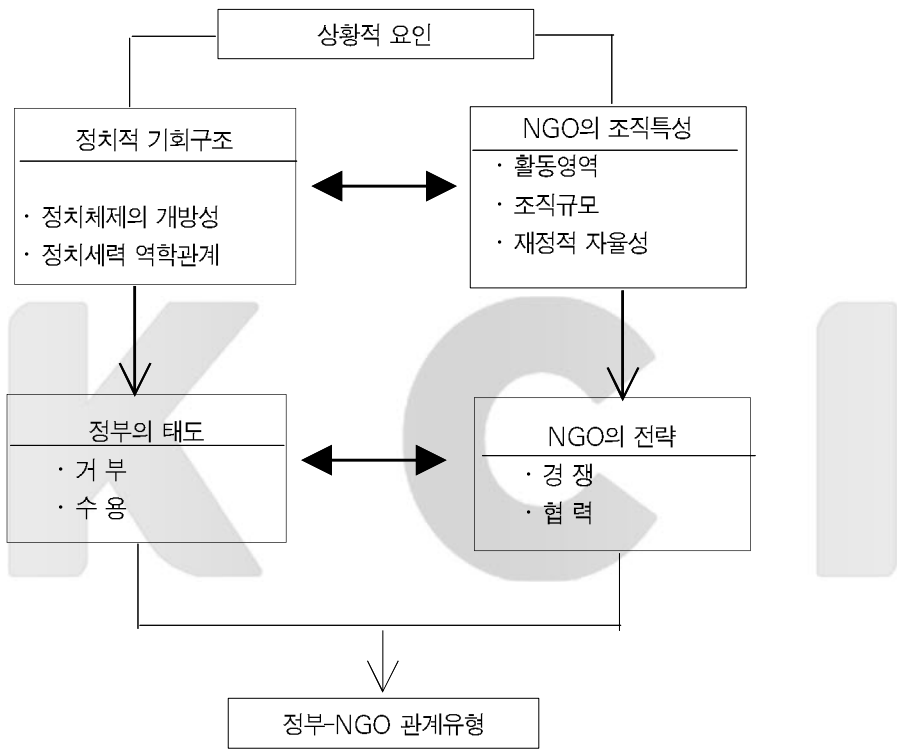 상황적 요인
정치적 기회구조
· 정치체제의 개방성
· 정치세력 역학관계
NGO의 조직특성
· 활동영역
· 조직규모
· 재정적 자율성
정부의 태도
· 거 부
· 수 용
NGO의 전략
· 경 쟁
· 협 력
정부-NGO 관계유형
KCI